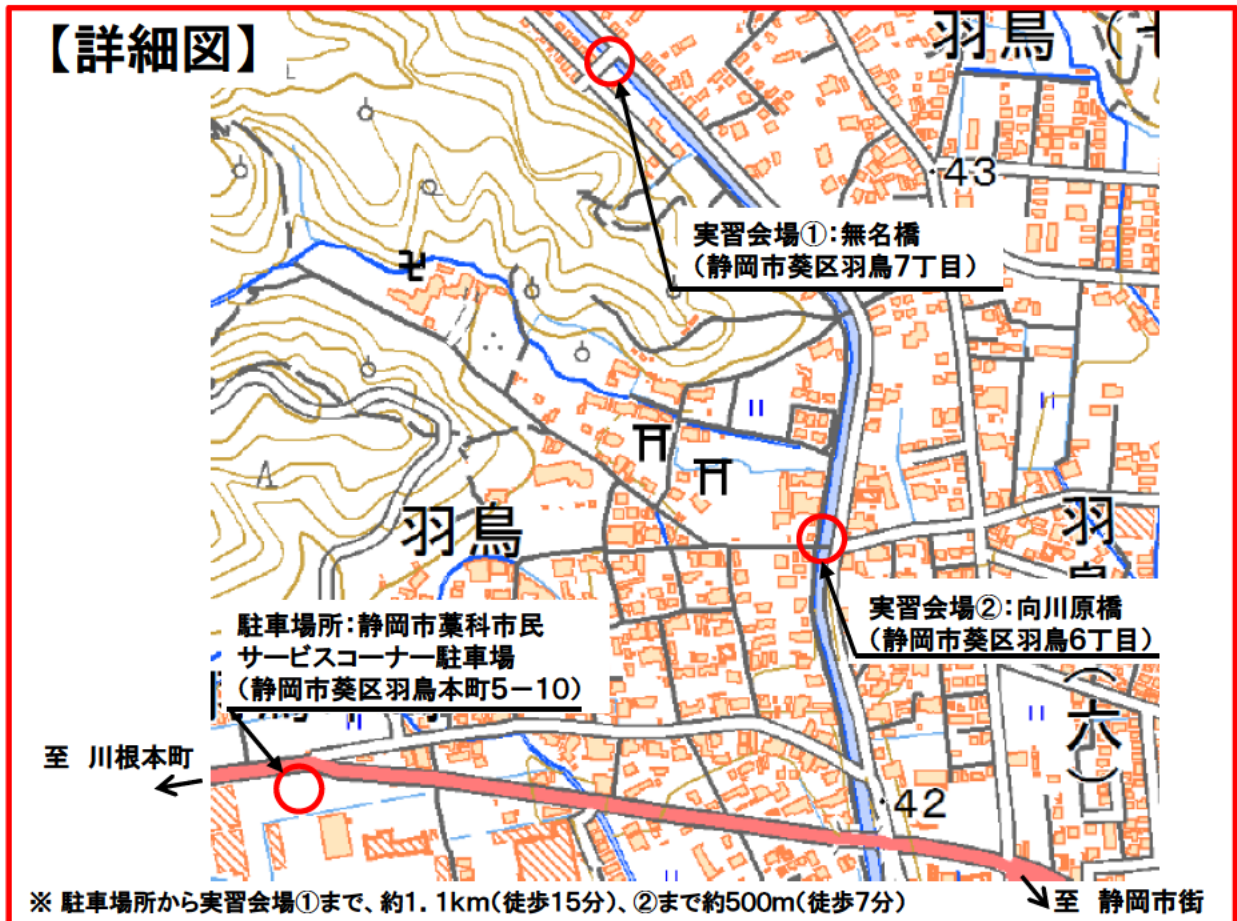 【詳細図】
羽鳥(七
43
実習会場①:無名橋
(静岡市葵区羽鳥7丁目)
羽鳥
羽鳥
実習会場②:向川原橋
(静岡市葵区羽鳥6丁目)
駐車場所:静岡市藁科市民
サービスコーナー駐車場
(静岡市葵区羽鳥本町5-10)
(六)
至 川根本町
42
至 静岡市街
※ 駐車場所から実習会場①まで、約1.1km(徒歩15分)、②まで約500m(徒歩7分)